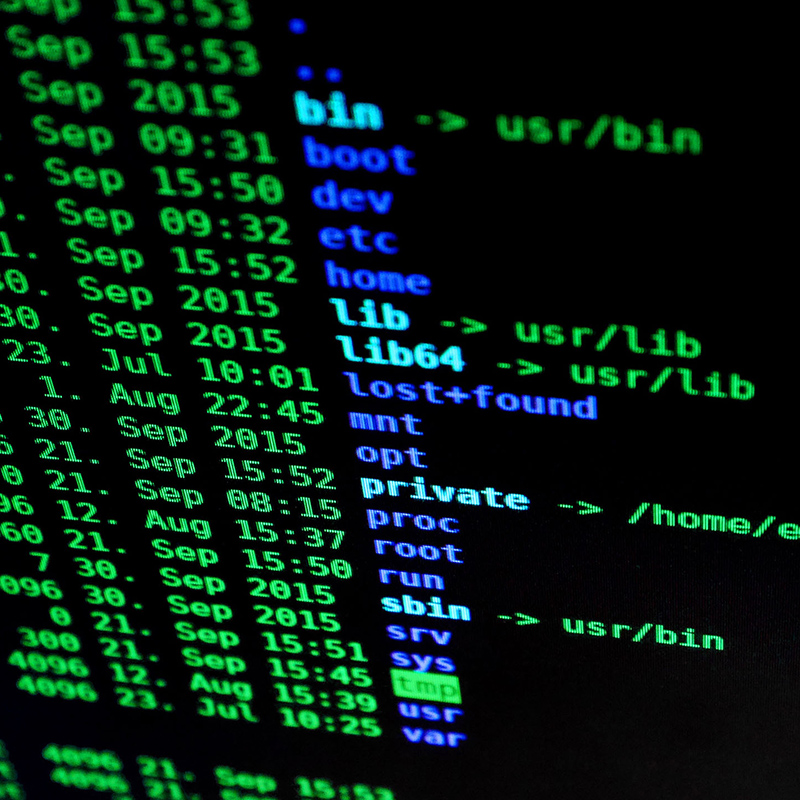 Sep 15:53 .
Sep 15:53 ..
Sep 2015 bin -> usr/bin
Sep 09:31 boot
. Sep 15:50 dev
. Sep 09:32 etc
1. Sep 15:52 home
30. Sep 2015 lib -> usr/lib
30. Sep 2015 lib64 -> usr/lib
23. Jul 10:01 lost+found
1. Aug 22:45 mnt
30. Sep 2015 opt
6 21. Sep 15:52 private -> /home/e
0 21. Sep 08:15 proc
96 12. Aug 15:37 root
60 21. Sep 15:50 run
7 30. Sep 2015 sbin -> usr/bin
096 30. Sep 2015 srv
0 21. Sep 15:51 sys
300 21. Sep 15:45 tmp
4096 12. Aug 15:39 usr
4096 23. Jul 10:25 var
4096 21. Sep 15:53
4096 21. Sep